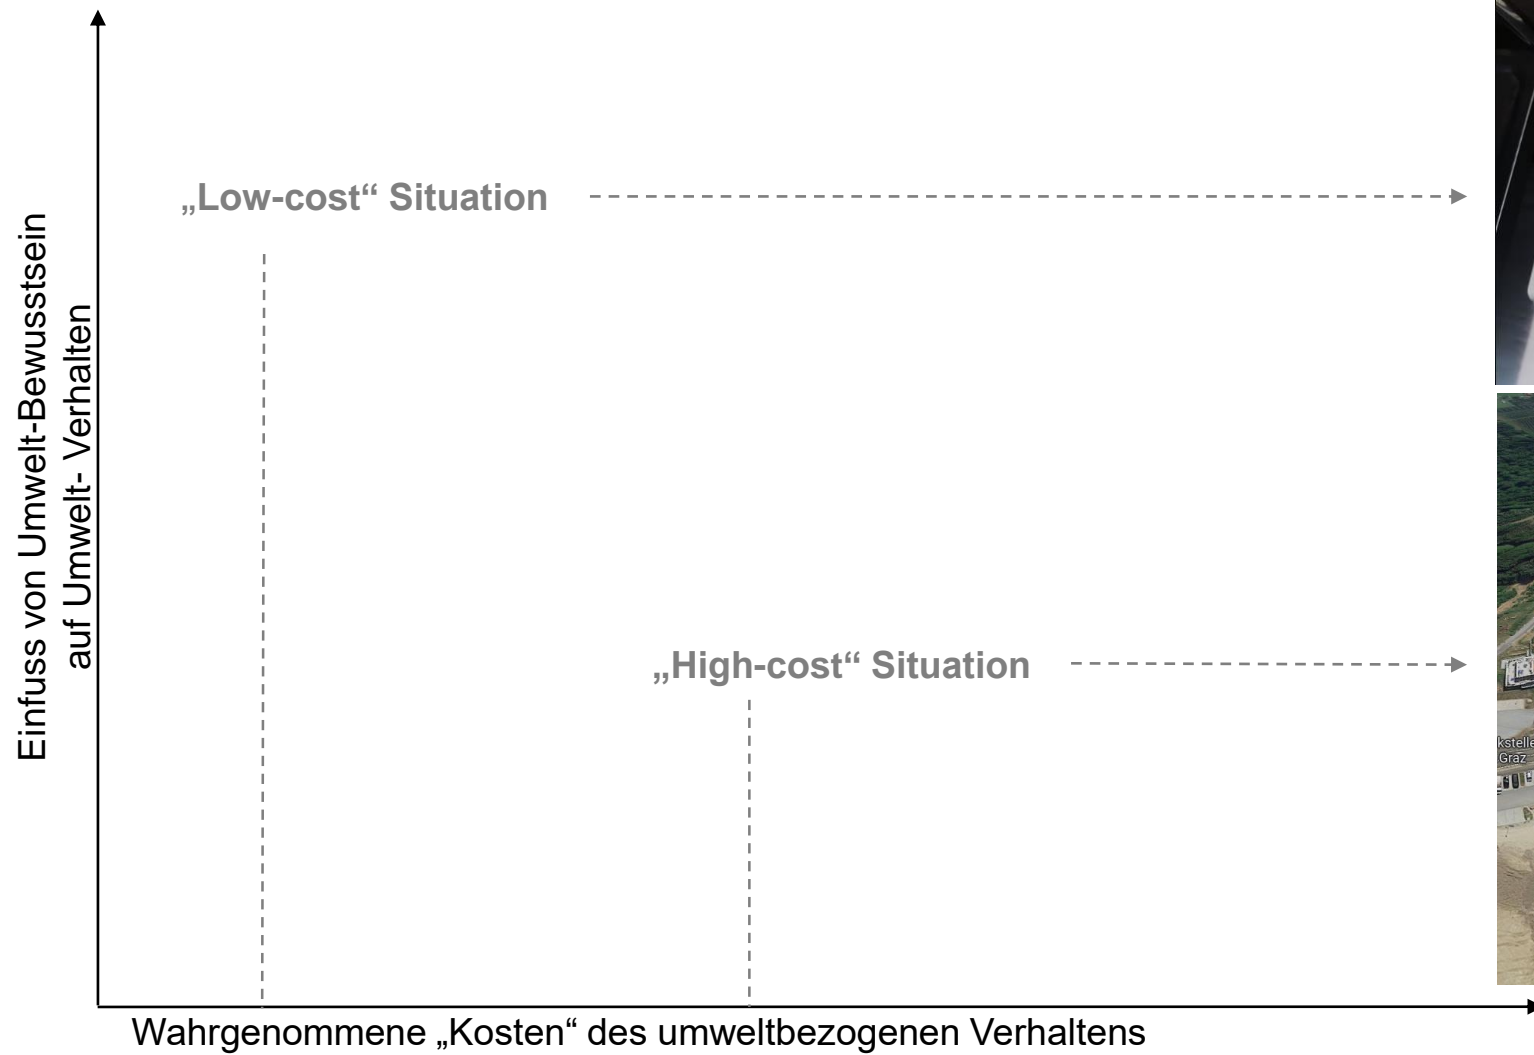 „Low-cost“ Situation
Einfuss von Umwelt-Bewusstsein
auf Umwelt- Verhalten
„High-cost“ Situation
kstelle
Graz
Wahrgenommene „Kosten“ des umweltbezogenen Verhaltens